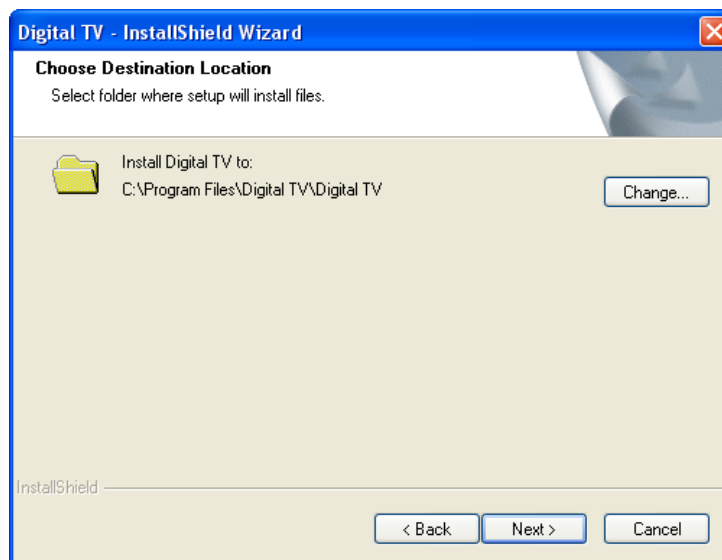 Digital TV - InstallShield Wizard
Choose Destination Location
Select folder where setup will install files.
Install Digital TV to:
C:\Program Files\Digital TV\Digital TV
Change...
InstallShield
< Back Next > Cancel